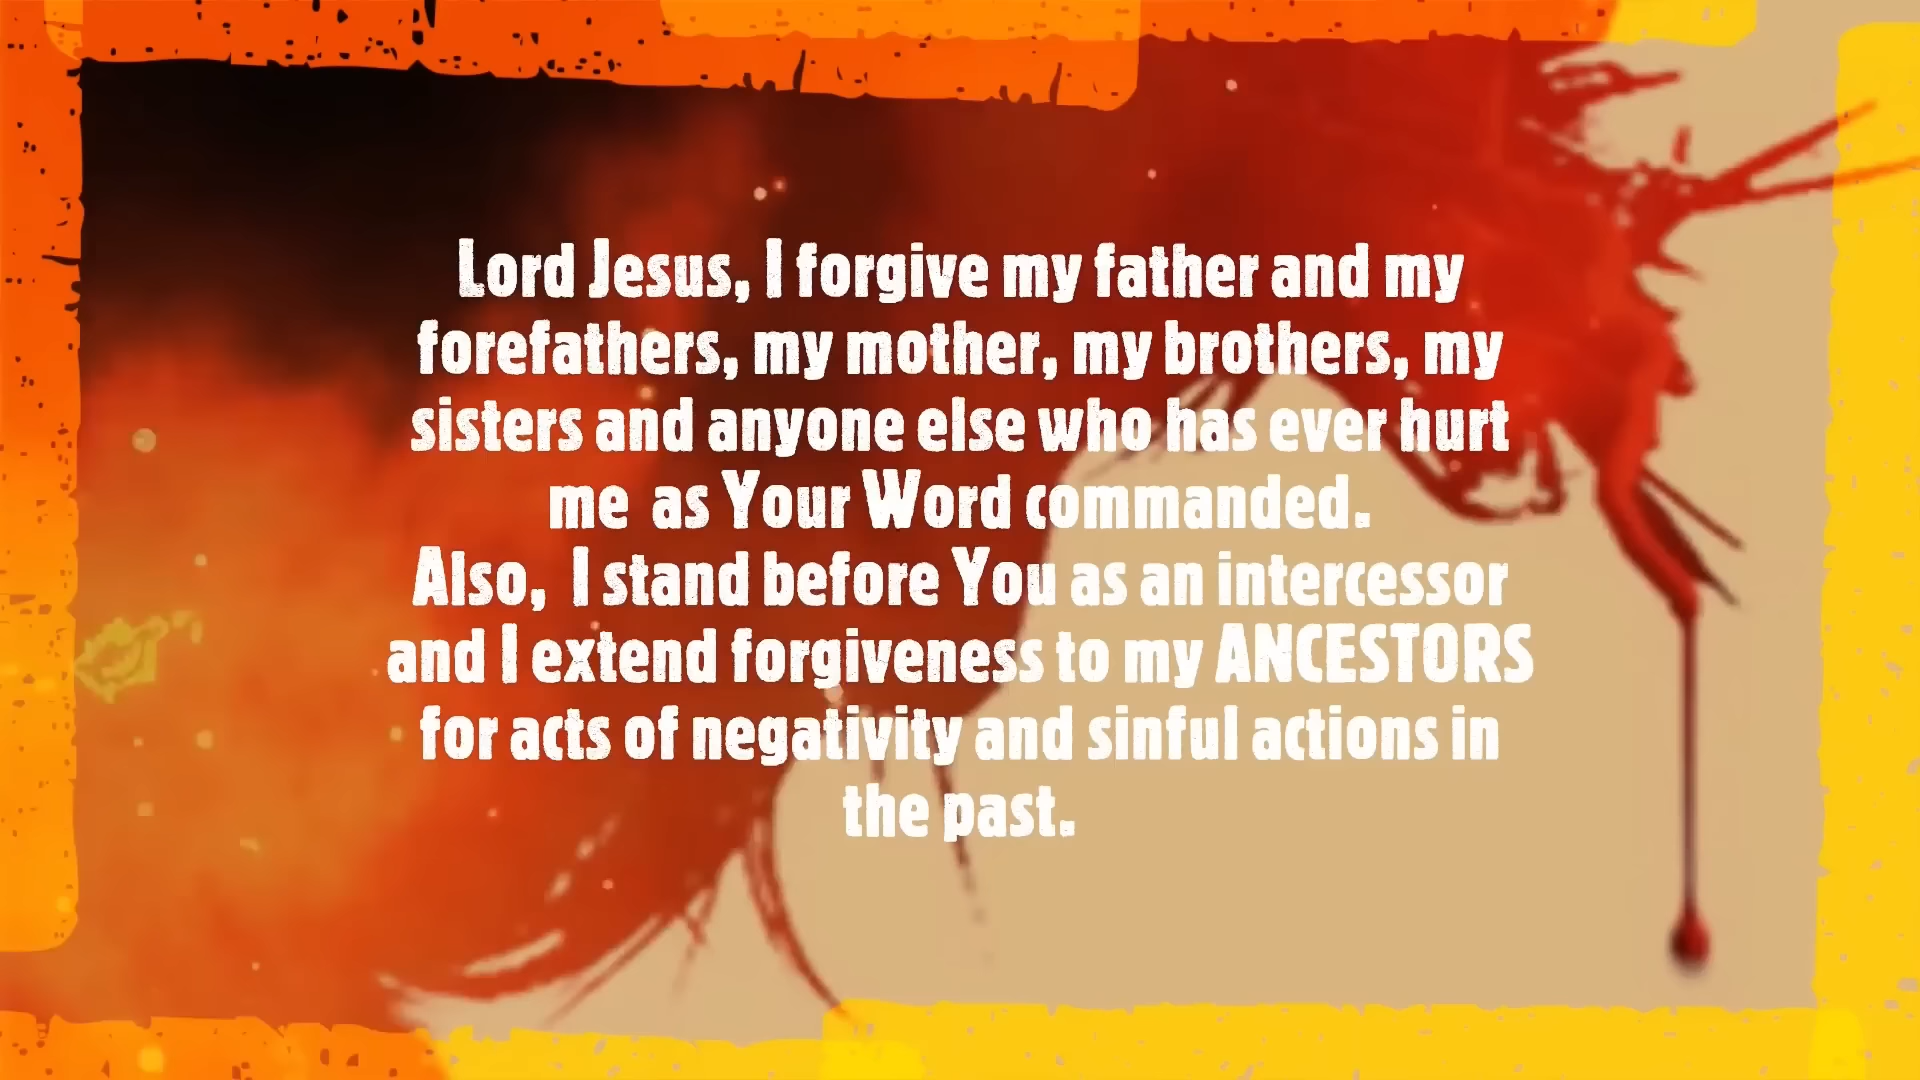 Lord Jesus, I forgive my father and my
forefathers, my mother, my brothers, my
sisters and anyone else who has ever hurt
me as Your Word commanded.
Also, I stand before You as an intercessor
and I extend forgiveness to my ANCESTORS
for acts of negativity and sinful actions in
the past.